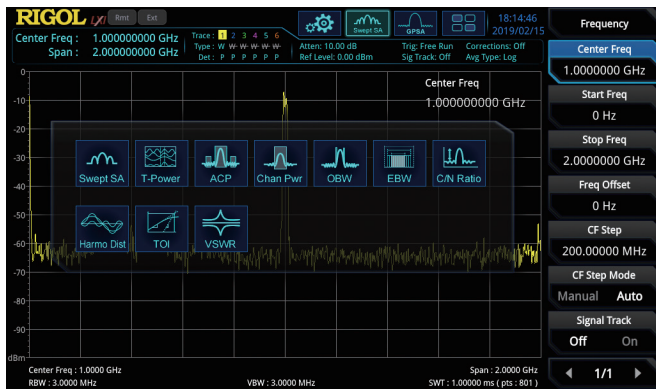 RIGOL LXI Rmt Ext
Center Freq : 1.000000000 GHz
Span : 2.000000000 GHz
Trace : 1 2 3 4 5 6
Type : W W W W W W
Det : P P P P P P
Swept SA
GPSA
18:14:46
2019/02/15
Atten: 10.00 dB
Ref Level: 0.00 dBm
Trig: Free Run
Sig Track: Off
Corrections: Off
Avg Type: Log
Center Freq
1.000000000 GHz
0
-10
-20
-30
-40
-50
-60
-70
-80
-90
dBm
Swept SA
T-Power
ACP
Chan Pwr
OBW
EBW
C/N Ratio
Harmo Dist
TOI
VSWR
Center Freq : 1.0000 GHz
Span : 2.0000 GHz
RBW : 3.0000 MHz
VBW : 3.0000 MHz
SWT : 1.00000 ms ( pts : 801 )
Frequency
Center Freq
1.0000000 GHz
Start Freq
0 Hz
Stop Freq
2.0000000 GHz
Freq Offset
0 Hz
CF Step
200.00000 MHz
CF Step Mode
Manual Auto
Signal Track
Off On
1/1